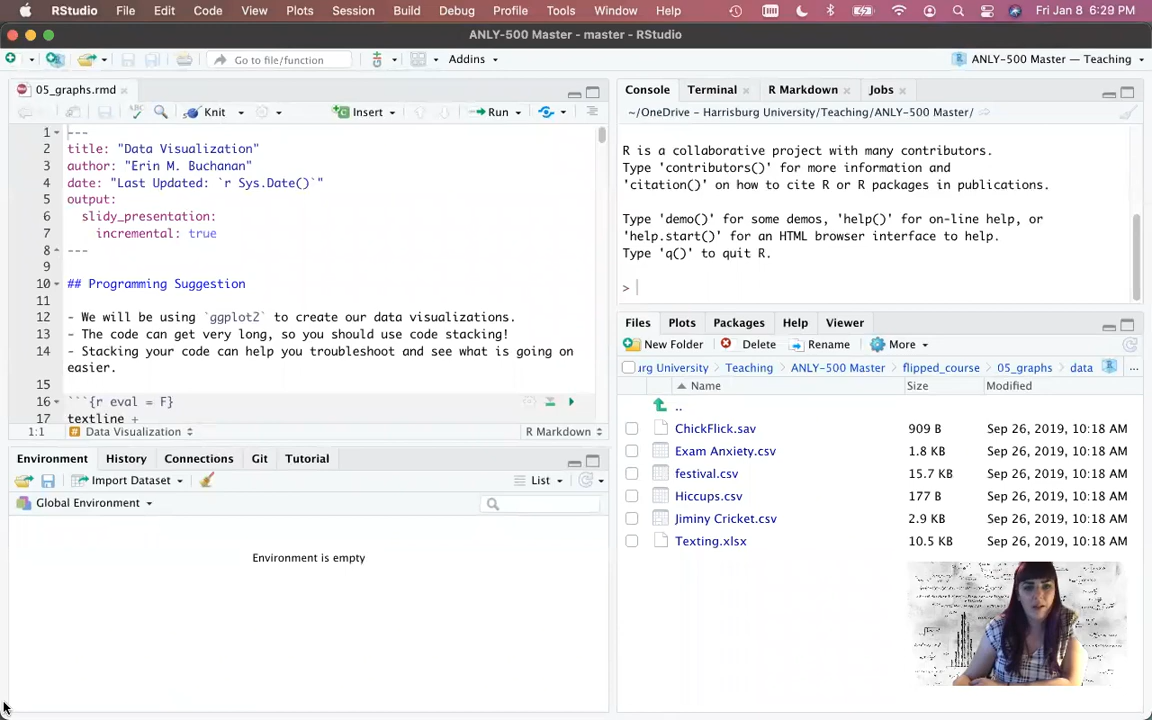 RStudio File Edit Code View Plots Session Build Debug Profile Tools Window Help Fri Jan 8 6:29 PM
ANLY-500 Master - master - RStudio
Go to file/function Addins ANLY-500 Master — Teaching
05_graphs.rmd
Knit Insert Run
1 ---
2 title: "Data Visualization"
3 author: "Erin M. Buchanan"
4 date: "Last Updated: `r Sys.Date()`"
5 output:
6 slidy_presentation:
7 incremental: true
8 ---
9
10 ## Programming Suggestion
11
12 - We will be using `ggplot2` to create our data visualizations.
13 - The code can get very long, so you should use code stacking!
14 - Stacking your code can help you troubleshoot and see what is going on
easier.
15
16 ```{r eval = F}
17 textline +
1:1 Data Visualization R Markdown
Environment History Connections Git Tutorial
Import Dataset List
Global Environment
Environment is empty
Console Terminal R Markdown Jobs
~/OneDrive - Harrisburg University/Teaching/ANLY-500 Master/
R is a collaborative project with many contributors.
Type 'contributors()' for more information and
'citation()' on how to cite R or R packages in publications.
Type 'demo()' for some demos, 'help()' for on-line help, or
'help.start()' for an HTML browser interface to help.
Type 'q()' to quit R.
>
Files Plots Packages Help Viewer
New Folder Delete Rename More
urg University Teaching ANLY-500 Master flipped_course 05_graphs data ...
Name Size Modified
..
ChickFlick.sav 909 B Sep 26, 2019, 10:18 AM
Exam Anxiety.csv 1.8 KB Sep 26, 2019, 10:18 AM
festival.csv 15.7 KB Sep 26, 2019, 10:18 AM
Hiccups.csv 177 B Sep 26, 2019, 10:18 AM
Jiminy Cricket.csv 2.9 KB Sep 26, 2019, 10:18 AM
Texting.xlsx 10.5 KB Sep 26, 2019, 10:18 AM